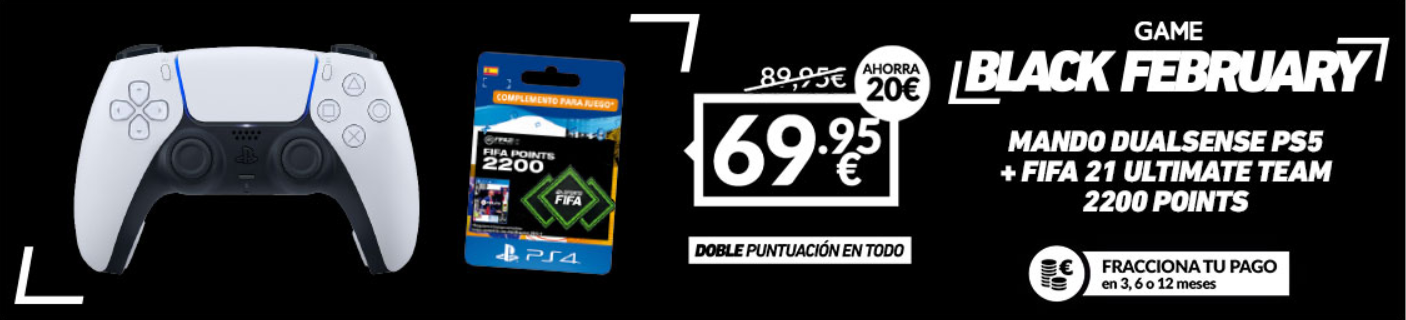 COMPLEMENTO PARA JUEGO*
FIFA POINTS
2200
FIFA
PS4
89,95€
AHORRA
20€
69.95
€
DOBLE PUNTUACIÓN EN TODO
GAME
BLACK FEBRUARY
MANDO DUALSENSE PS5
+ FIFA 21 ULTIMATE TEAM
2200 POINTS
€
FRACCIONA TU PAGO
en 3, 6 o 12 meses